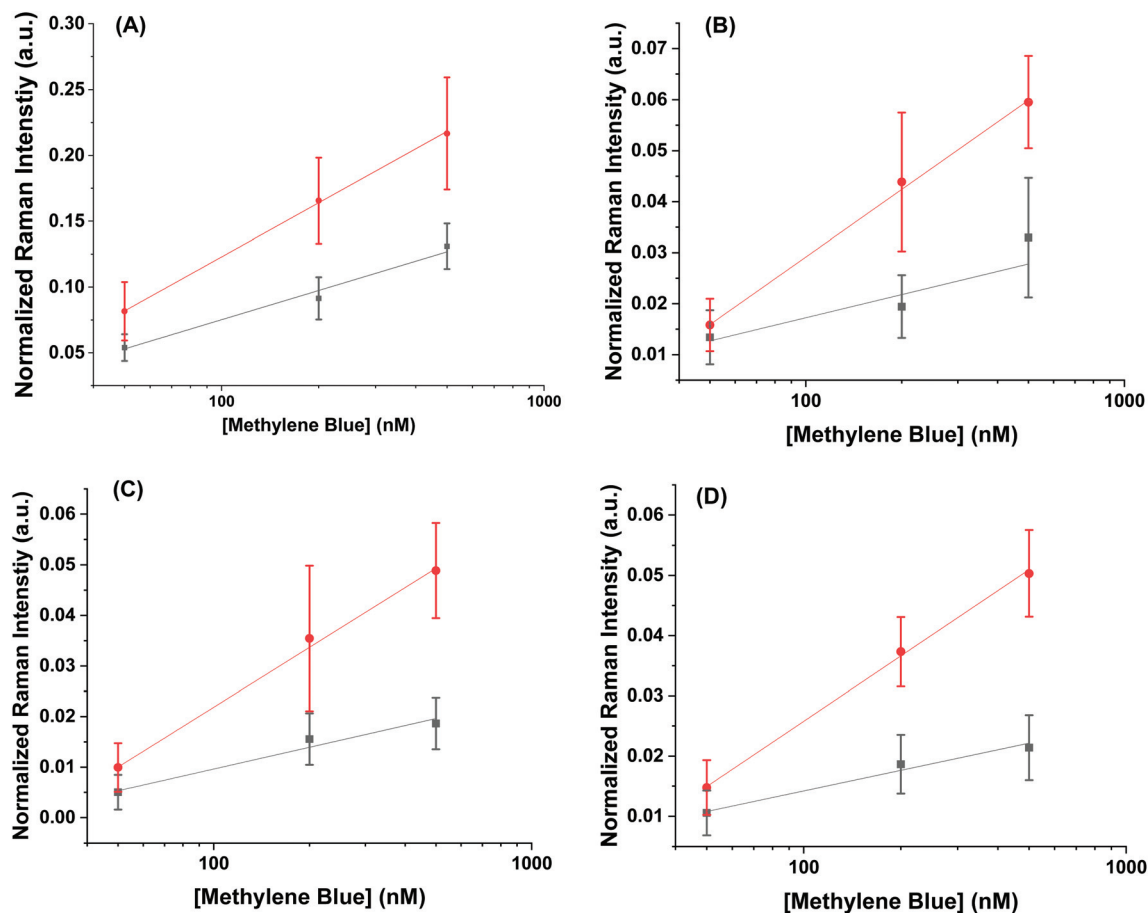 (A)
Normalized Raman Intenstiy (a.u.)
0.30
0.25
0.20
0.15
0.10
0.05
100
1000
[Methylene Blue] (nM)
(B)
Normalized Raman Intensity (a.u.)
0.07
0.06
0.05
0.04
0.03
0.02
0.01
100
1000
[Methylene Blue] (nM)
(C)
Normalized Raman Intenstiy (a.u.)
0.06
0.05
0.04
0.03
0.02
0.01
0.00
100
1000
[Methylene Blue] (nM)
(D)
Normalized Raman Intensity (a.u.)
0.06
0.05
0.04
0.03
0.02
0.01
100
1000
[Methylene Blue] (nM)